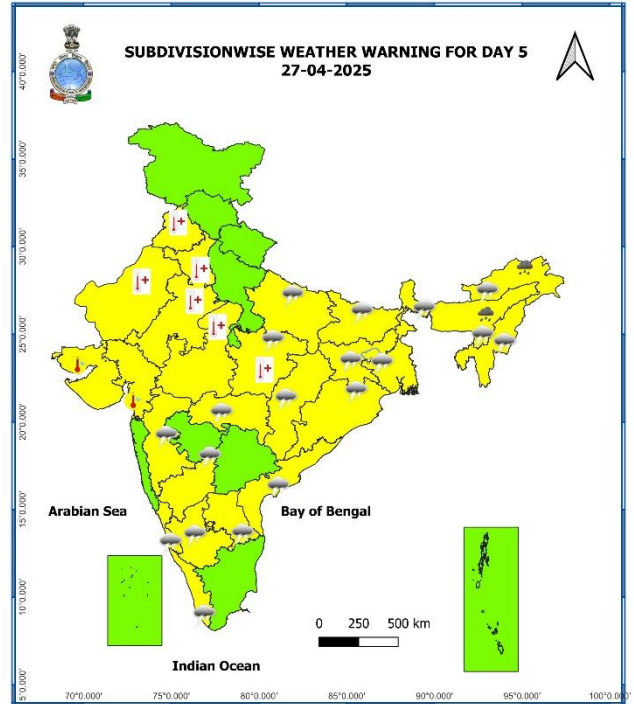 SUBDIVISIONWISE WEATHER WARNING FOR DAY 5
27-04-2025
40°0.000'
35°0.000'
30°0.000'
25°0.000'
20°0.000'
15°0.000'
10°0.000'
5°0.000'
Arabian Sea
Bay of Bengal
0 250 500 km
Indian Ocean
70°0.000' 75°0.000' 80°0.000' 85°0.000' 90°0.000' 95°0.000' 100°0.000'